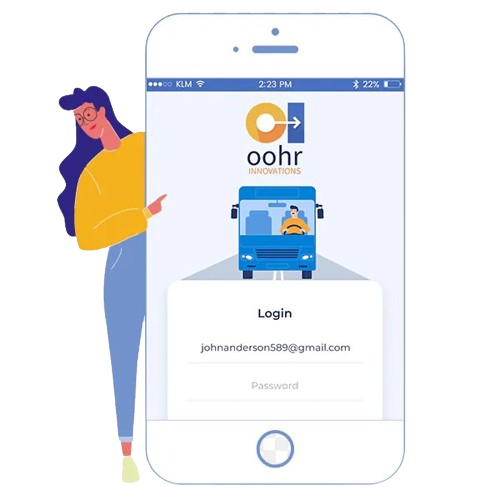 KLM 2:23 PM 22%
oohr
INNOVATIONS
Login
johnanderson589@gmail.com
Password